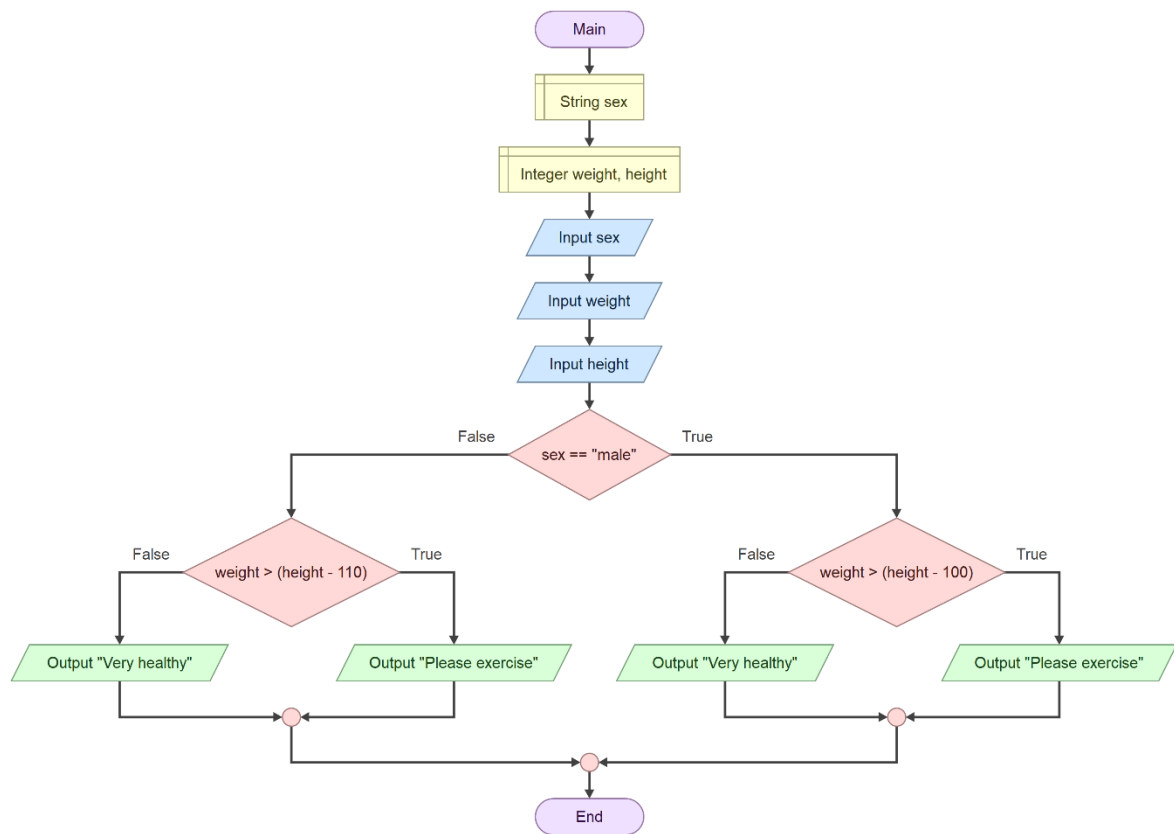 Main
String sex
Integer weight, height
Input sex
Input weight
Input height
False
True
sex == "male"
False
True
weight > (height - 110)
False
True
weight > (height - 100)
Output "Very healthy"
Output "Please exercise"
Output "Very healthy"
Output "Please exercise"
End